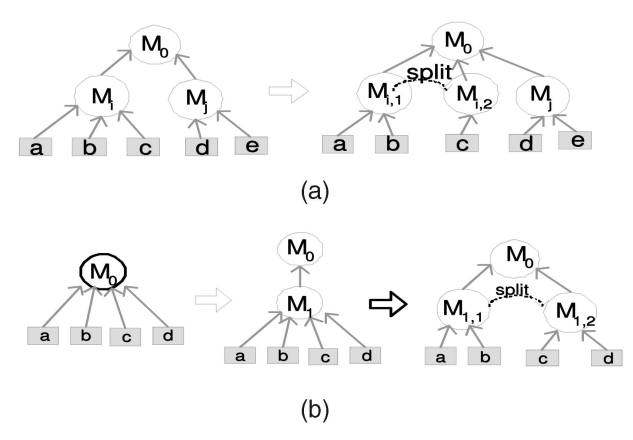 M0 M0
split
Mi Mj Mi,1 Mi,2 Mj
a b c d e a b c d e
(a)
M0 M0 M0
split
M1 M1,1 M1,2
a b c d a b c d a b c d
(b)